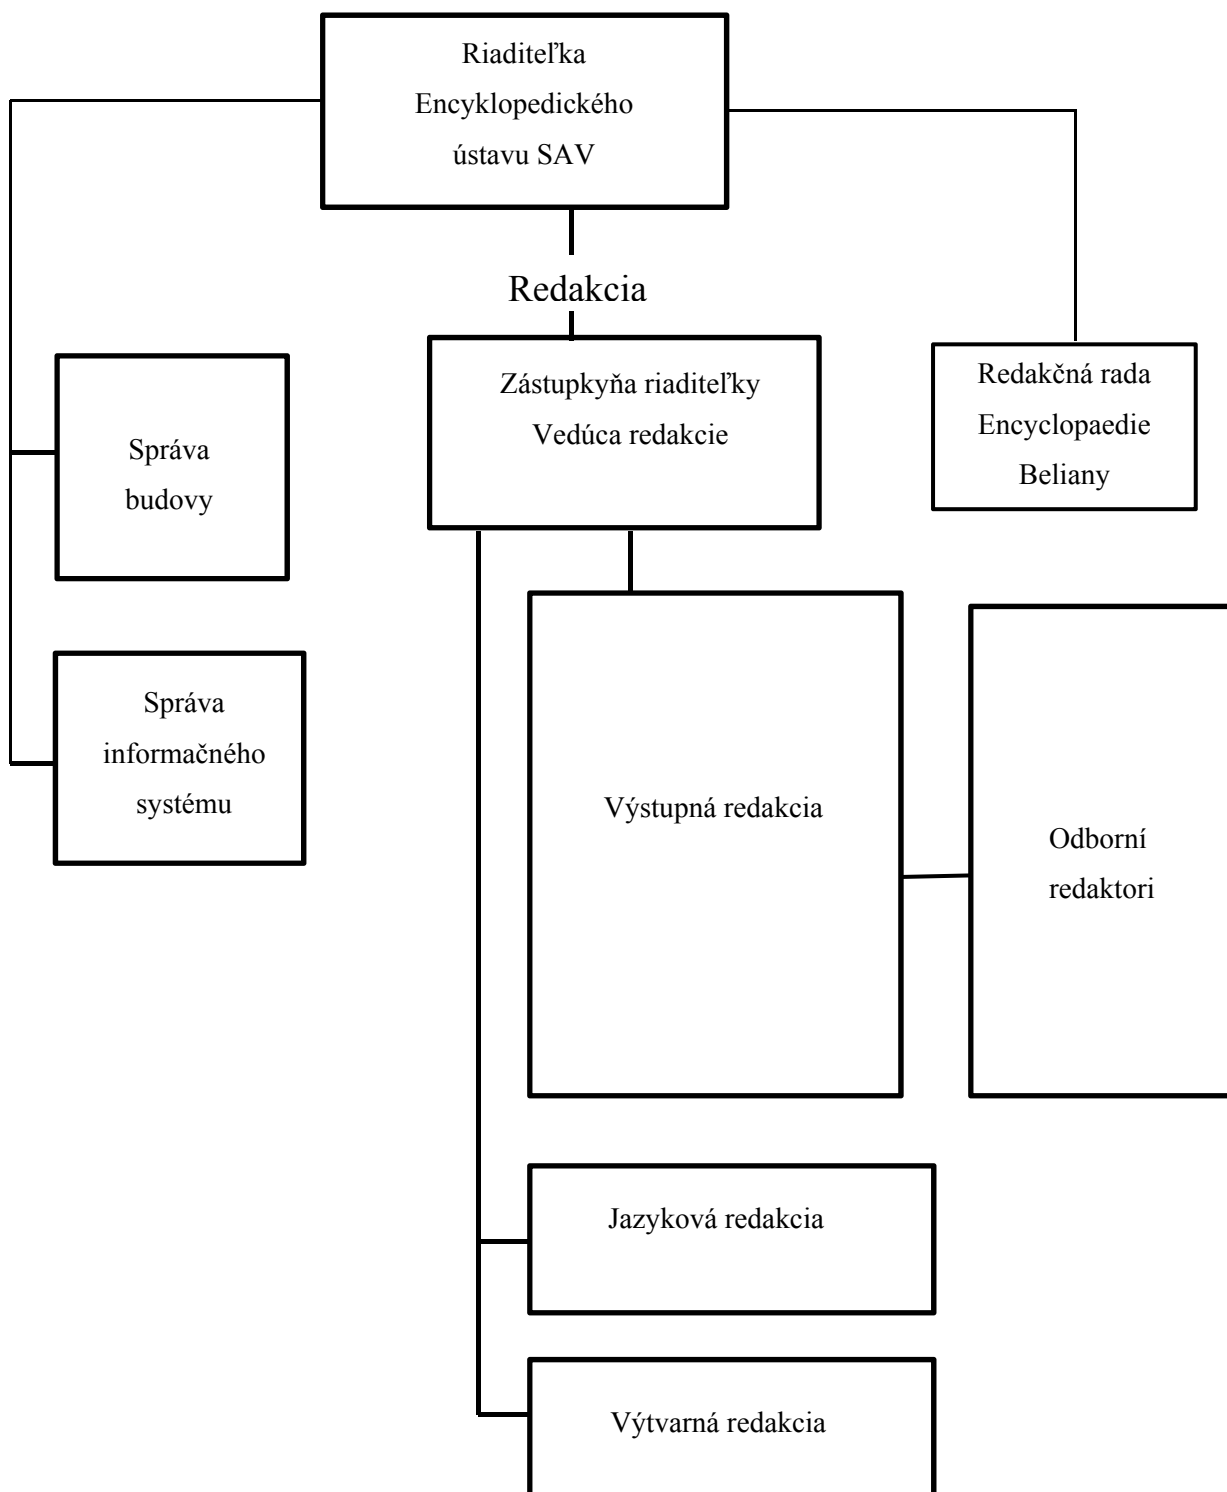 Riaditeľka
Encyklopedického
ústavu SAV
Redakcia
Zástupkyňa riaditeľky
Vedúca redakcie
Redakčná rada
Encyclopaedie
Beliany
Správa
budovy
Správa
informačného
systému
Výstupná redakcia
Odborní
redaktori
Jazyková redakcia
Výtvarná redakcia